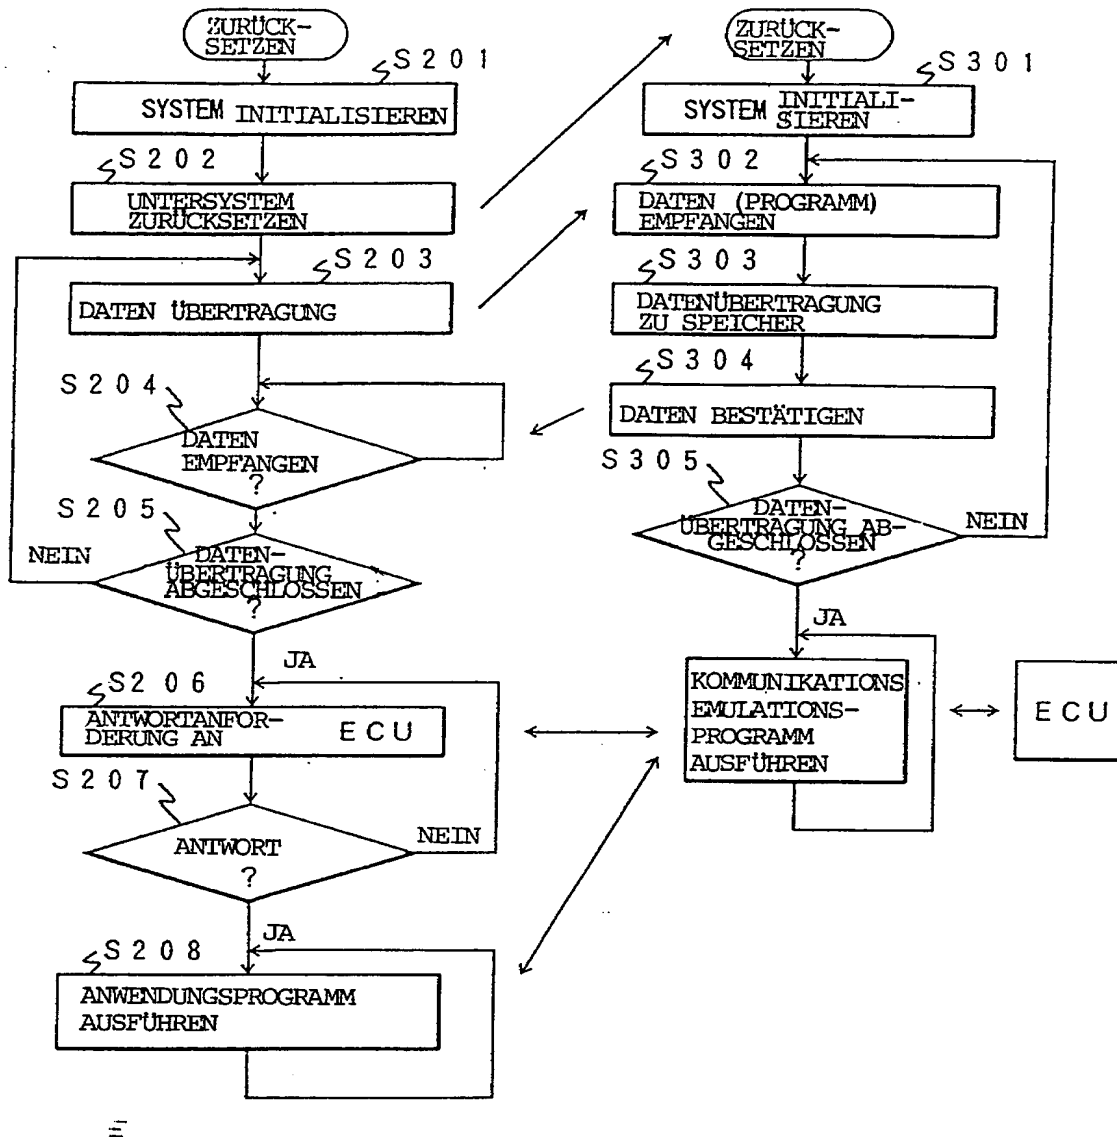 ZURÜCK-
SETZEN
S201
SYSTEM INITIALISIEREN
S202
UNTERSYSTEM
ZURÜCKSETZEN
S203
DATEN ÜBERTRAGUNG
S204
DATEN
EMPFANGEN
?
S205
NEIN
DATEN-
ÜBERTRAGUNG
ABGESCHLOSSEN
?
JA
S206
ANTWORTANFOR-
DERUNG AN ECU
S207
ANTWORT
?
NEIN
JA
S208
ANWENDUNGSPROGRAMM
AUSFÜHREN
ZURÜCK-
SETZEN
S301
SYSTEM INITIALI-
SIEREN
S302
DATEN (PROGRAMM)
EMPFANGEN
S303
DATENÜBERTRAGUNG
ZU SPEICHER
S304
DATEN BESTÄTIGEN
S305
DATEN-
ÜBERTRAGUNG AB-
GESCHLOSSEN
?
NEIN
JA
KOMMUNIKATIONS
EMULATIONS-
PROGRAMM
AUSFÜHREN
ECU